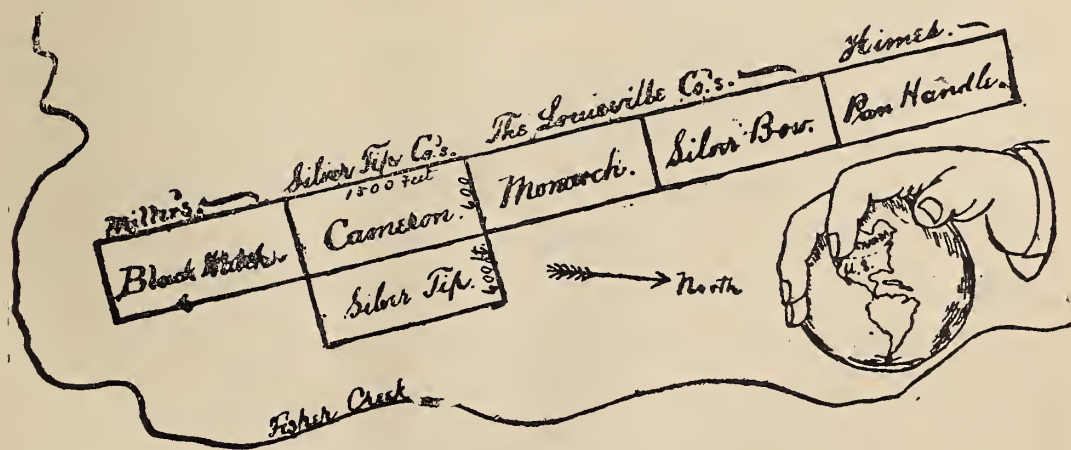 Himes.
The Louisville Co's.
Silver Tip Co's.
1500 feet
Miller's.
Black
Cameron.
600
Monarch.
Silver Bow.
Pan Handle.
Silver Tip.
600 ft.
North
U.S.
Fisher Creek